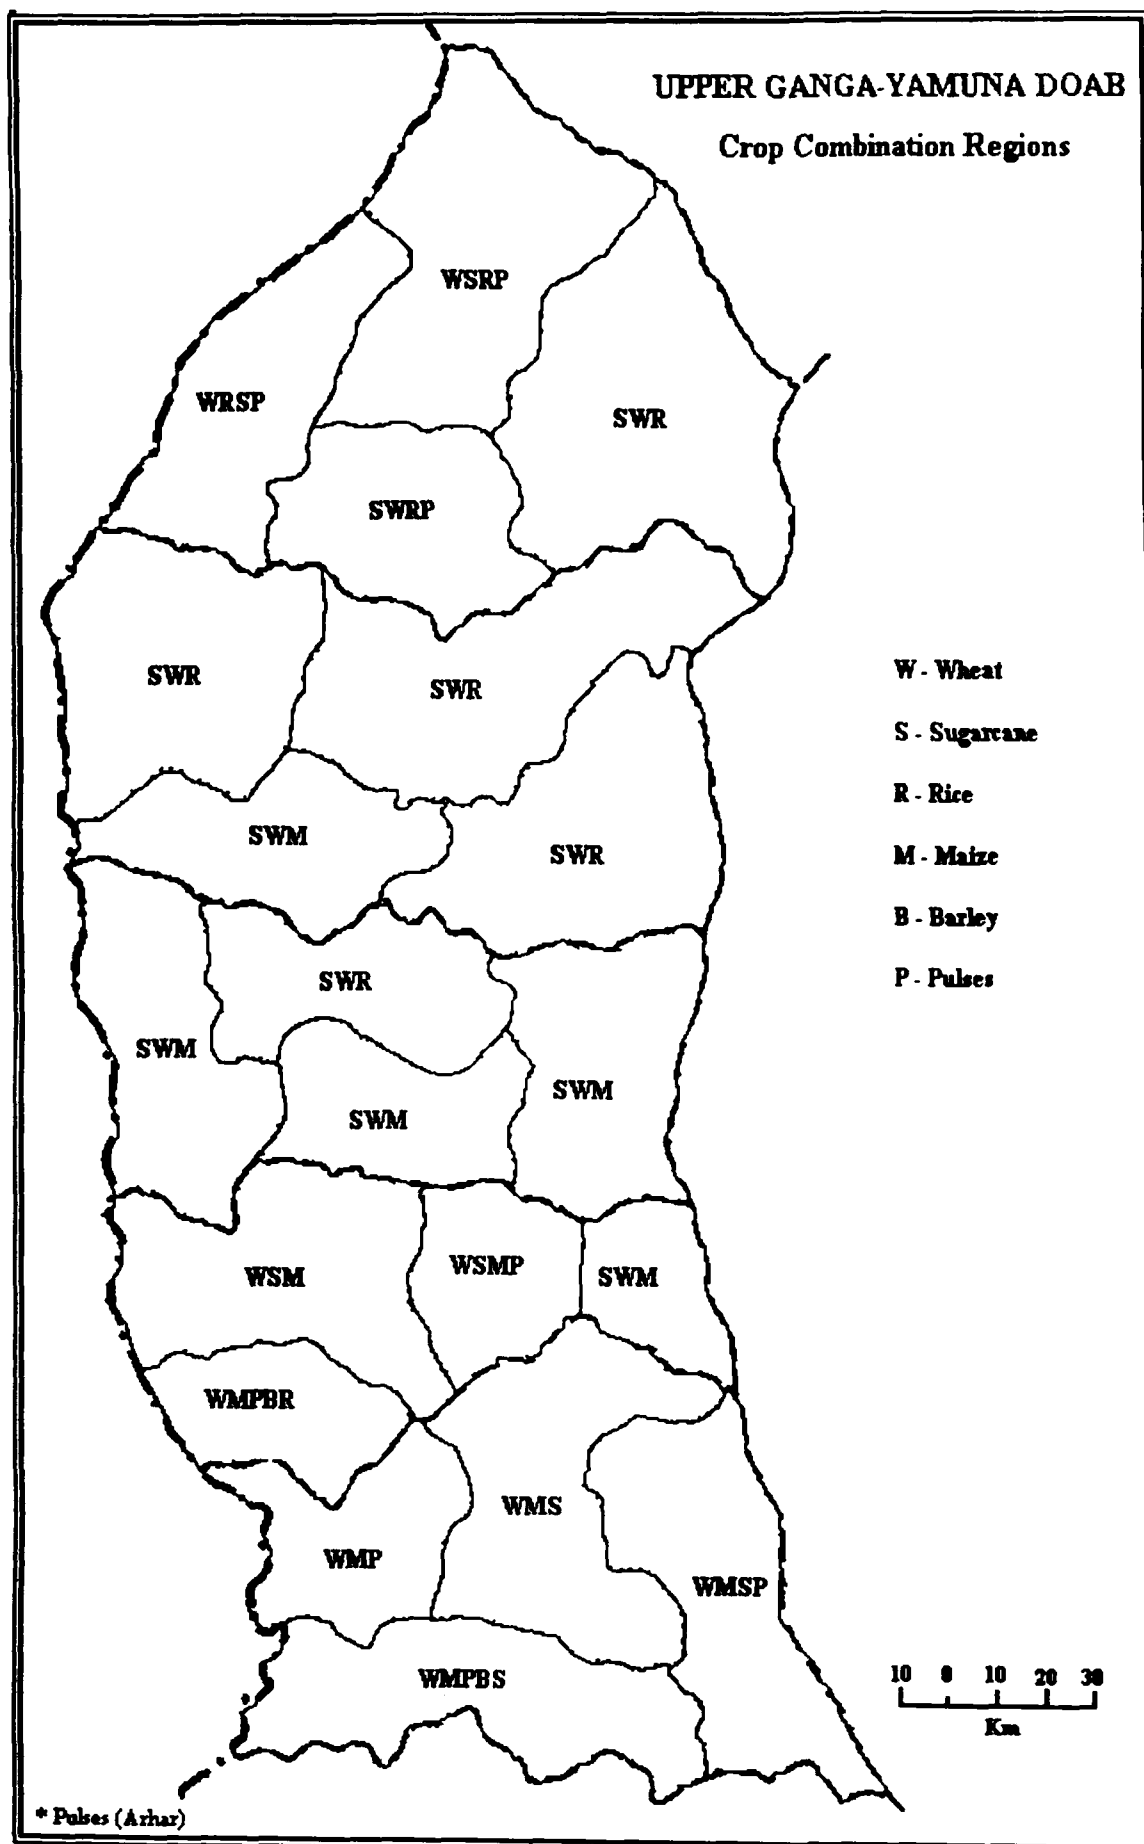 UPPER GANGA-YAMUNA DOAB
Crop Combination Regions
WSRP
WRSP
SWR
SWRP
SWR
SWR
W - Wheat
S - Sugarcane
R - Rice
M - Maize
B - Barley
P - Pulses
SWM
SWR
SWR
SWM
SWM
SWM
WSM
WSMP
SWM
WMPBR
WMS
WMP
WMSP
WMPBS
10 0 10 20 30
Km
* Pulses (Arhar)